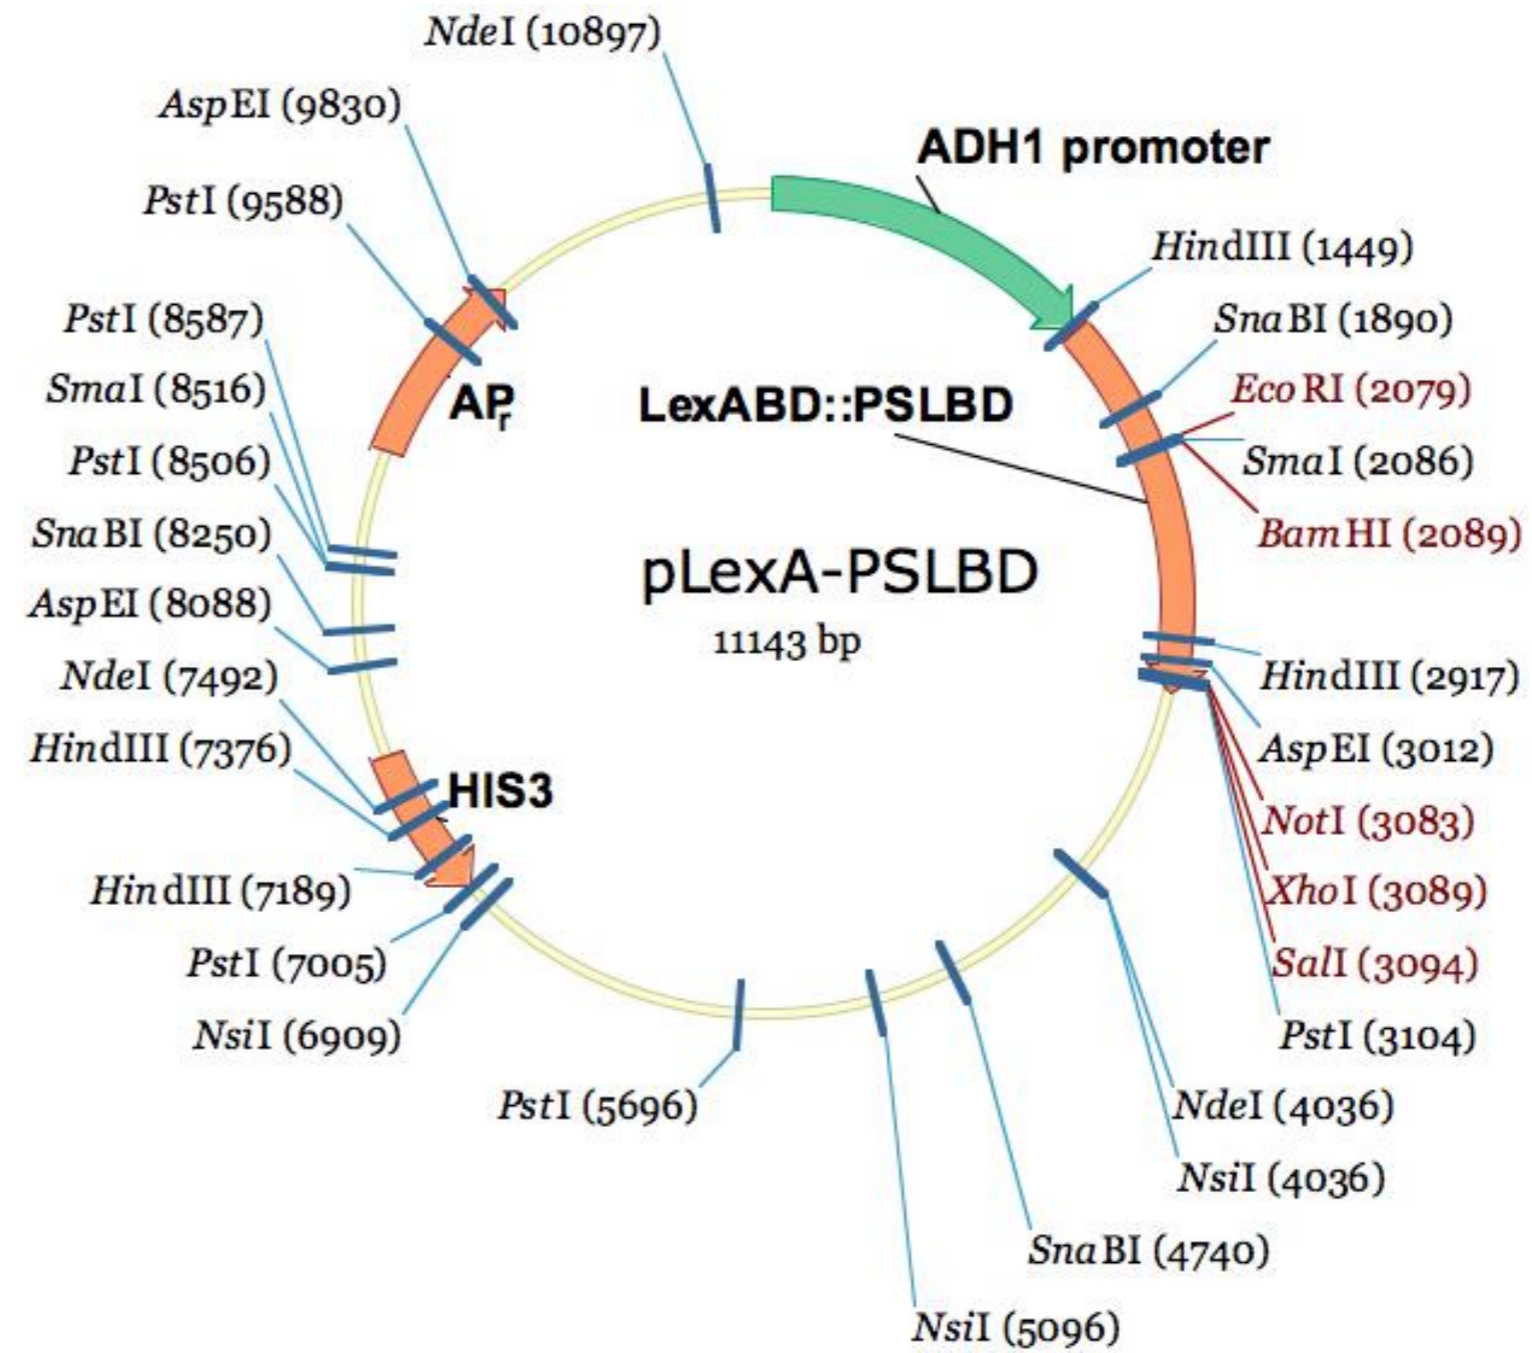 NdeI (10897)
AspEI (9830)
ADH1 promoter
PstI (9588)
HindIII (1449)
PstI (8587)
SnaBI (1890)
SmaI (8516)
EcoRI (2079)
APr
LexABD::PSLBD
PstI (8506)
SmaI (2086)
SnaBI (8250)
BamHI (2089)
pLexA-PSLBD
AspEI (8088)
11143 bp
NdeI (7492)
HindIII (2917)
HindIII (7376)
AspEI (3012)
HIS3
NotI (3083)
HindIII (7189)
XhoI (3089)
PstI (7005)
SalI (3094)
NsiI (6909)
PstI (3104)
PstI (5696)
NdeI (4036)
NsiI (4036)
SnaBI (4740)
NsiI (5096)